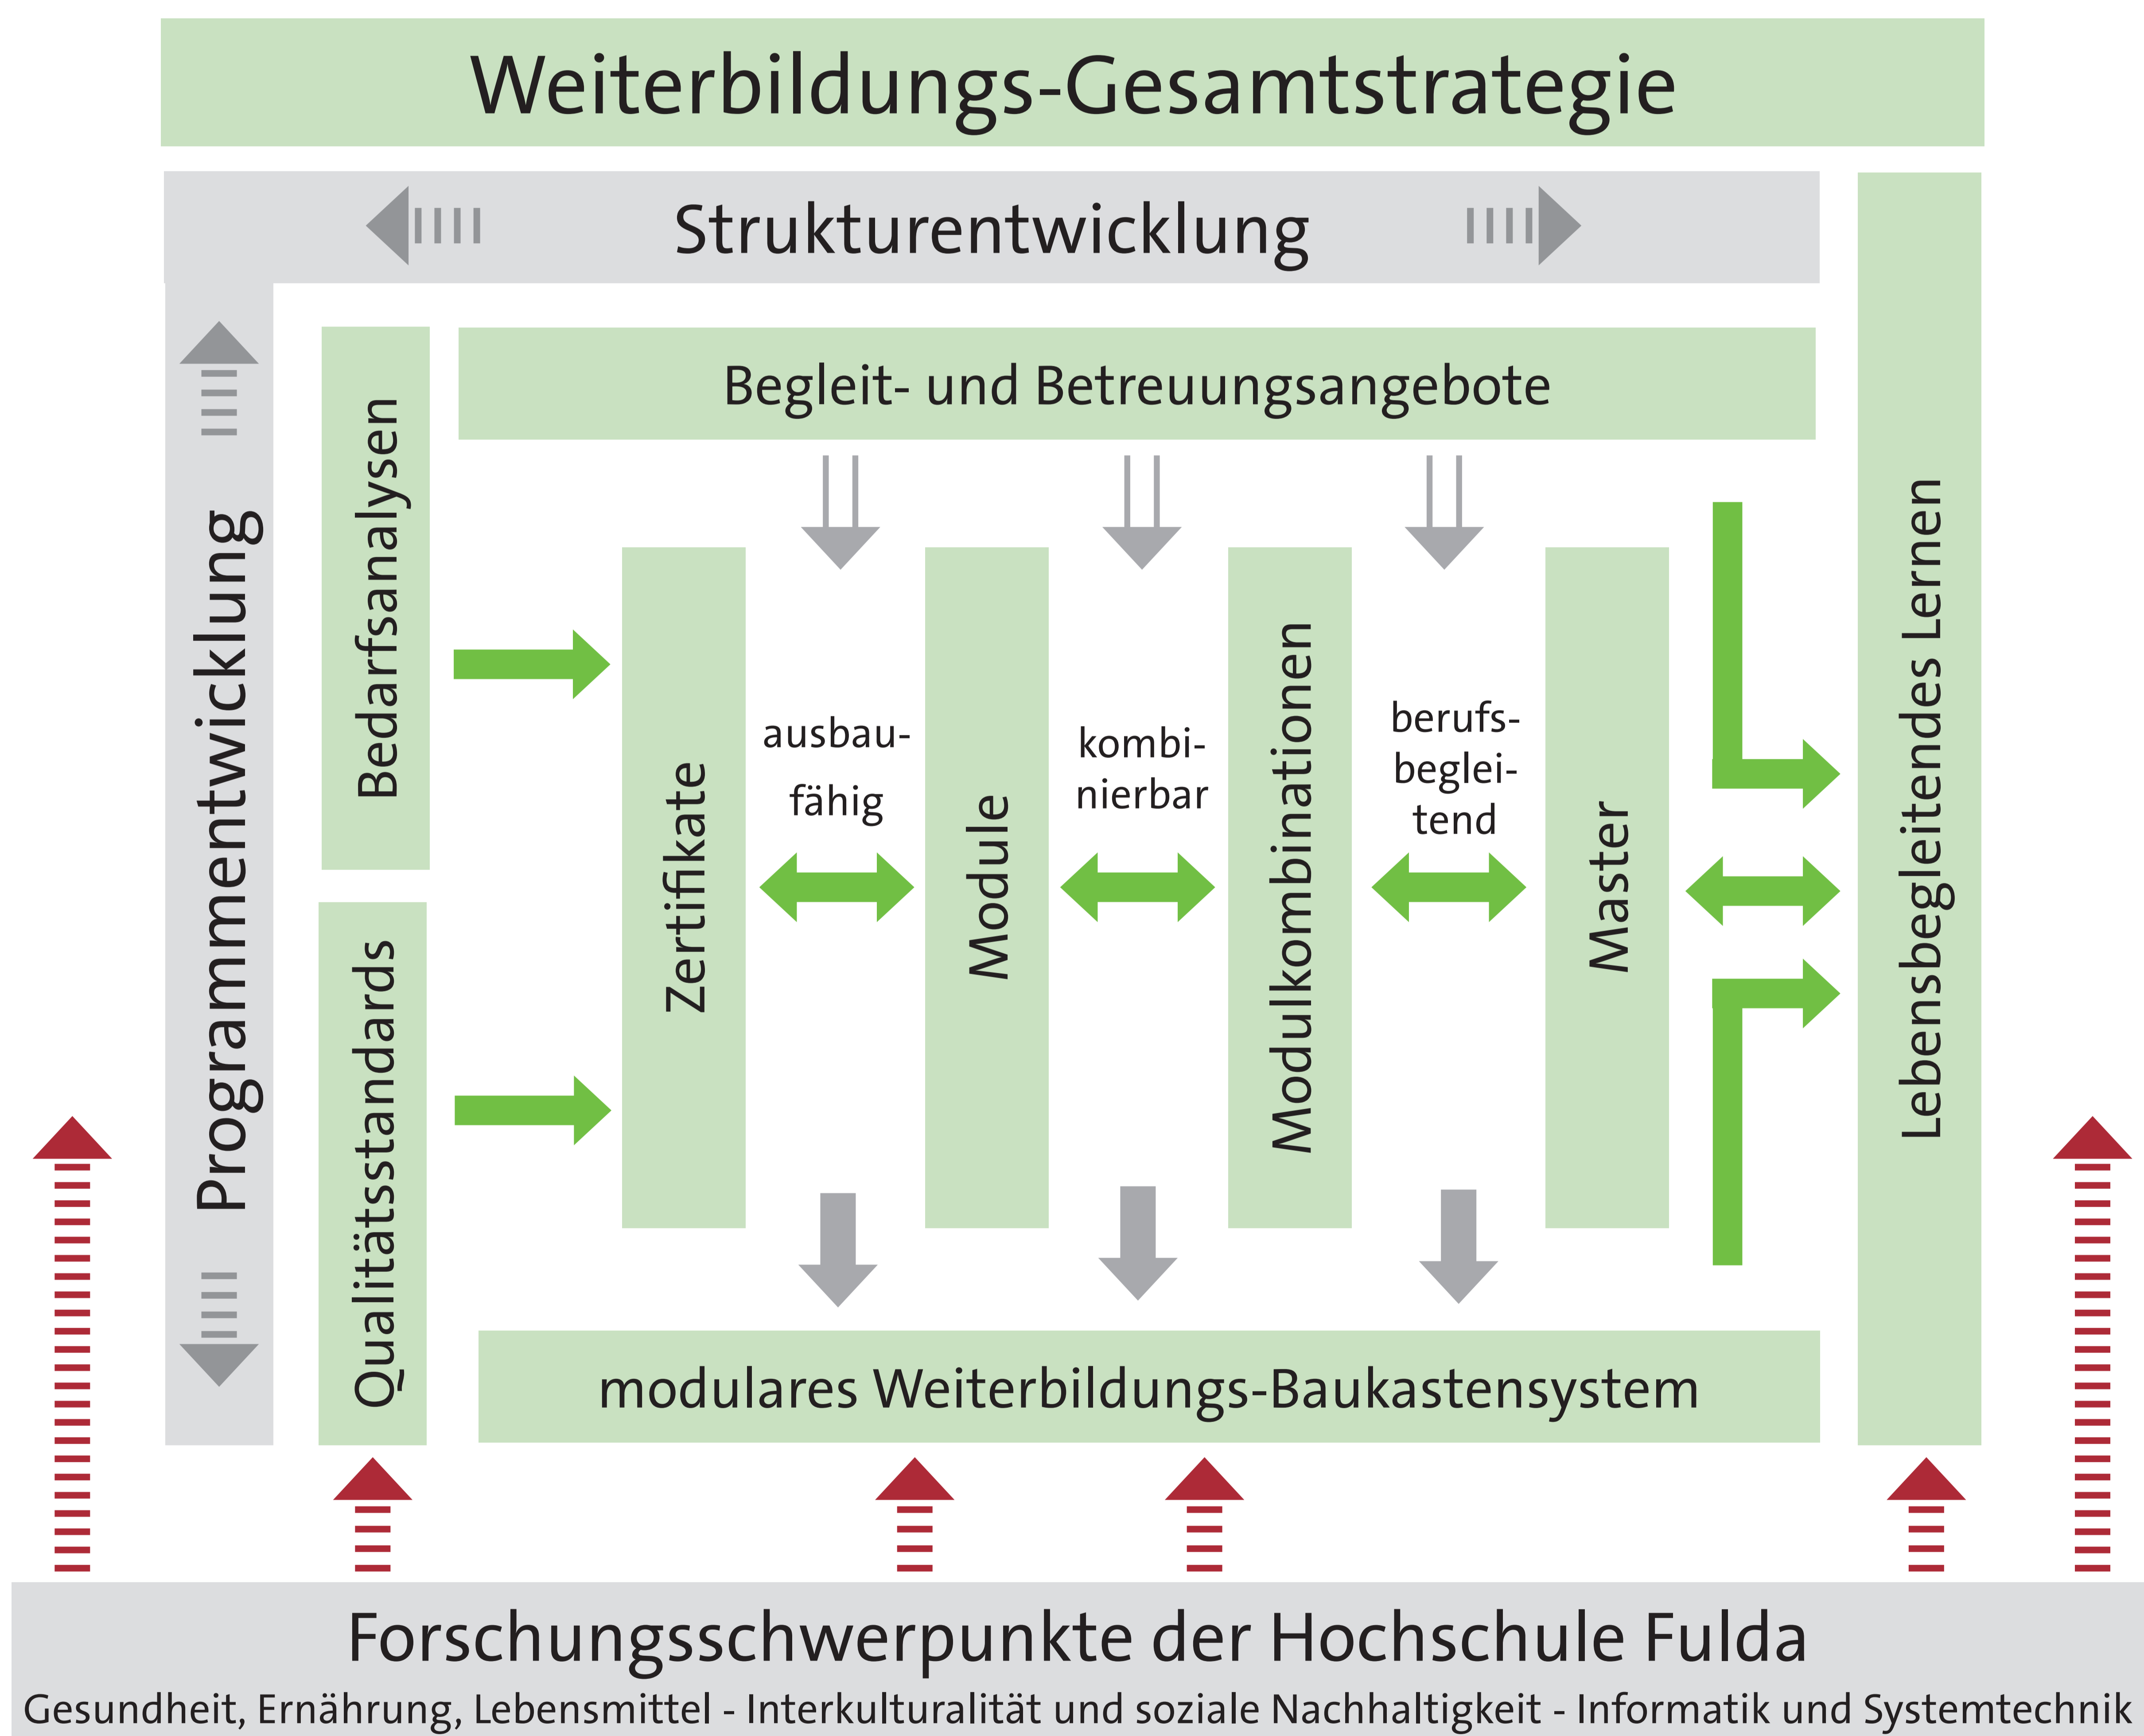 Weiterbildungs-Gesamtstrategie
Strukturentwicklung
Programmentwicklung
Bedarfsanalysen
Qualitätsstandards
Begleit- und Betreuungsangebote
Zertifikate
ausbau-
fähig
Module
kombi-
nierbar
Modulkombinationen
berufs-
beglei-
tend
Master
Lebensbegleitendes Lernen
modulares Weiterbildungs-Baukastensystem
Forschungsschwerpunkte der Hochschule Fulda
Gesundheit, Ernährung, Lebensmittel - Interkulturalität und soziale Nachhaltigkeit - Informatik und Systemtechnik